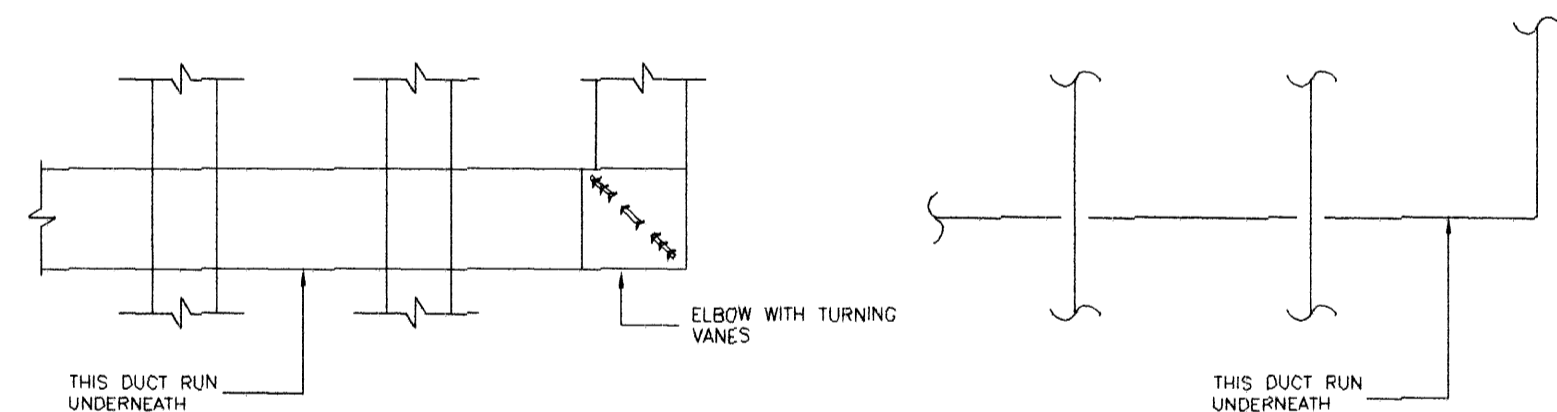 ELBOW WITH TURNING
VANES
THIS DUCT RUN
UNDERNEATH
THIS DUCT RUN
UNDERNEATH